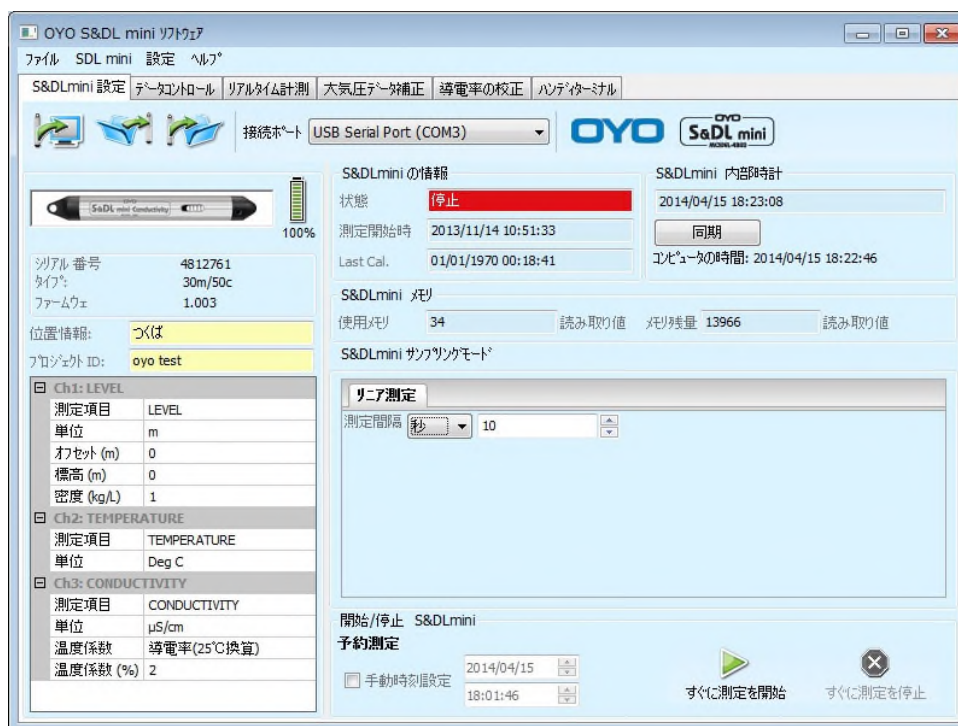 OYO S&DL mini ソフトウェア
ファイル SDL mini 設定 ヘルプ
S&DLmini 設定 データコントロール リアルタイム計測 大気圧データ補正 導電率の校正 ハンディターミナル
接続ポート USB Serial Port (COM3) OYO OYO S&DL mini
S&DL mini Conductivity
100%
シリアル 番号 4812761
タイプ: 30m/50c
ファームウェ 1.003
位置情報: つくば
プロジェクト ID: oyo test
Ch1: LEVEL
測定項目 LEVEL
単位 m
オフセット (m) 0
標高 (m) 0
密度 (kg/L) 1
Ch2: TEMPERATURE
測定項目 TEMPERATURE
単位 Deg C
Ch3: CONDUCTIVITY
測定項目 CONDUCTIVITY
単位 µS/cm
温度係数 導電率(25℃換算)
温度係数 (%) 2
S&DLmini の情報
状態 停止
測定開始時 2013/11/14 10:51:33
Last Cal. 01/01/1970 00:18:41
S&DLmini 内部時計
2014/04/15 18:23:08
同期
コンピュータの時間: 2014/04/15 18:22:46
S&DLmini メモリ
使用メモリ 34 読み取り値 メモリ残量 13966 読み取り値
S&DLmini サンプリングモード
リニア測定
測定間隔 秒 10
開始/停止 S&DLmini
予約測定
手動時刻設定 2014/04/15
18:01:46
すぐに測定を開始 すぐに測定を停止